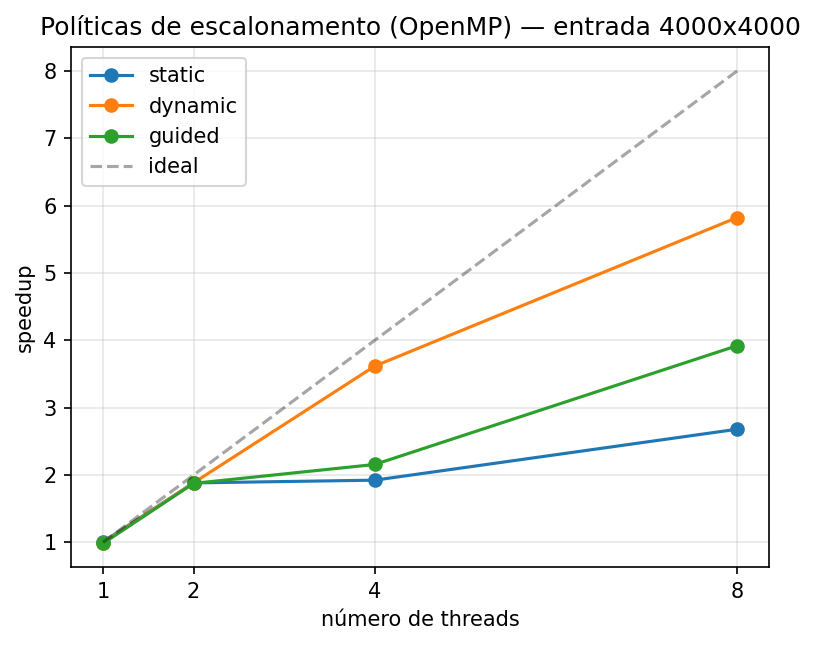 Políticas de escalonamento (OpenMP) — entrada 4000x4000
static
dynamic
guided
ideal
8
7
6
5
4
3
2
1
speedup
1 2 4 8
número de threads